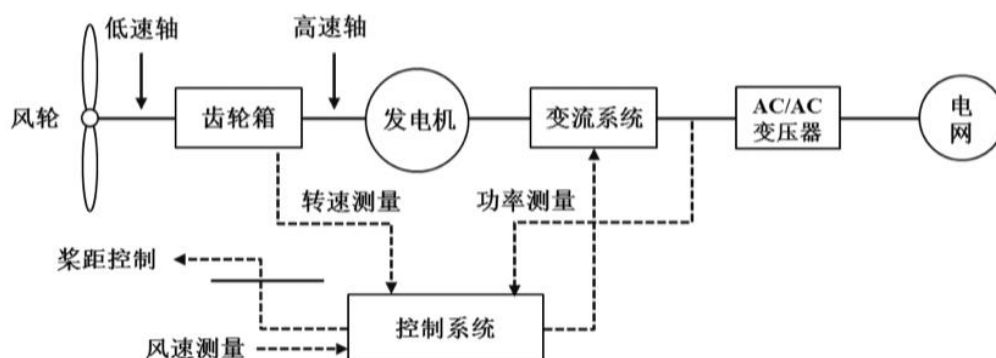 低速轴
高速轴
风轮
齿轮箱
发电机
变流系统
AC/AC
变压器
电
网
转速测量
功率测量
桨距控制
控制系统
风速测量